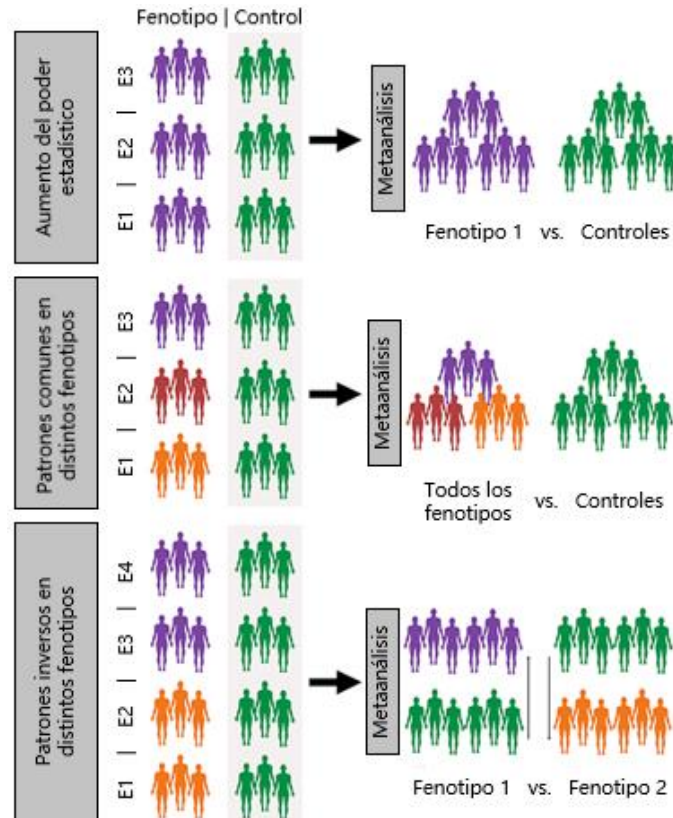 Fenotipo | Control
Aumento del poder
estadístico
E3
E2
E1
Metaanálisis
Fenotipo 1 vs. Controles
Patrones comunes en
distintos fenotipos
E3
E2
E1
Metaanálisis
Todos los
fenotipos vs. Controles
Patrones inversos en
distintos fenotipos
E4
E3
E2
E1
Metaanálisis
Fenotipo 1 vs. Fenotipo 2